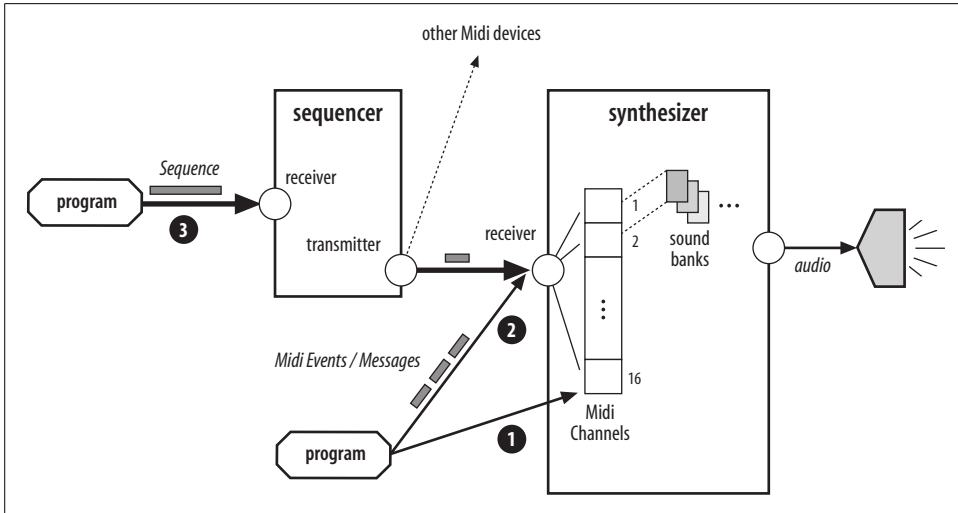 other Midi devices
sequencer
synthesizer
Sequence
program
receiver
3
transmitter
receiver
1
2
sound
banks
...
audio
2
Midi Events / Messages
16
Midi
Channels
1
program